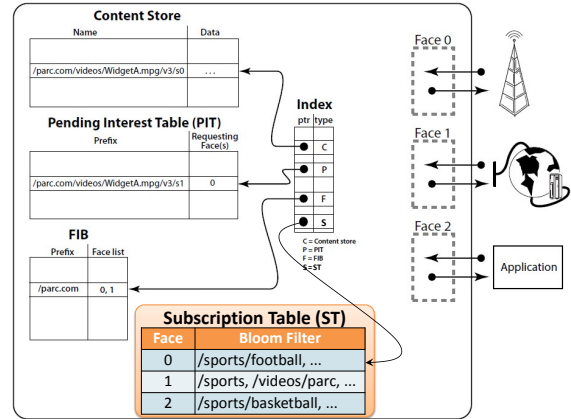 Content Store
Name Data
/parc.com/videos/WidgetA.mpg/v3/s0 ...
Pending Interest Table (PIT)
Prefix Requesting Face(s)
/parc.com/videos/WidgetA.mpg/v3/s1 0
FIB
Prefix Face list
/parc.com 0, 1
Index
ptr type
C
P
F
S
C = Content store
P = PIT
F = FIB
S = ST
Face 0
Face 1
Face 2
Application
Subscription Table (ST)
Face Bloom Filter
0 /sports/football, ...
1 /sports, /videos/parc, ...
2 /sports/basketball, ...